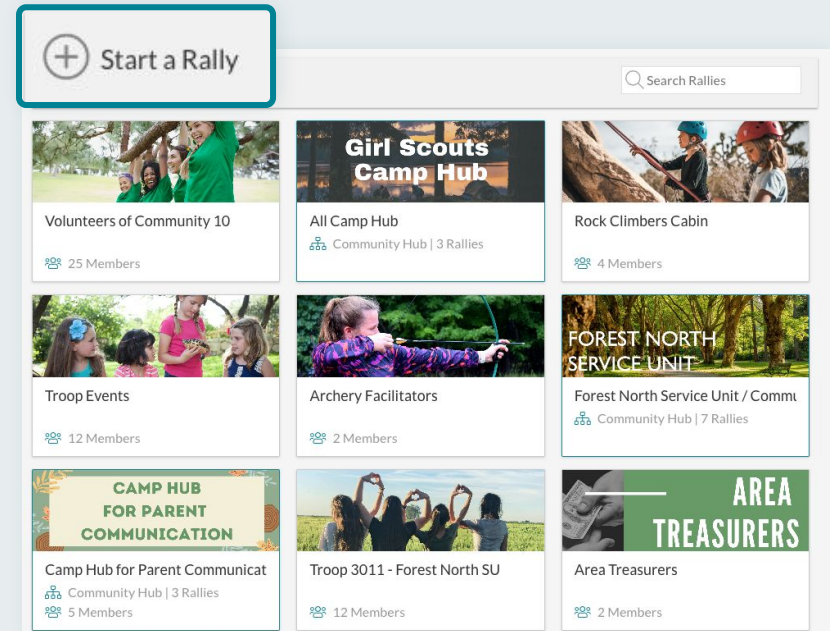 Start a Rally
Search Rallies
Girl Scouts
Camp Hub
Volunteers of Community 10
25 Members
All Camp Hub
Community Hub | 3 Rallies
Rock Climbers Cabin
4 Members
FOREST NORTH
SERVICE UNIT
Troop Events
12 Members
Archery Facilitators
2 Members
Forest North Service Unit / Commu
Community Hub | 7 Rallies
CAMP HUB
FOR PARENT
COMMUNICATION
AREA
TREASURERS
Camp Hub for Parent Communicat
Community Hub | 3 Rallies
5 Members
Troop 3011 - Forest North SU
12 Members
Area Treasurers
2 Members